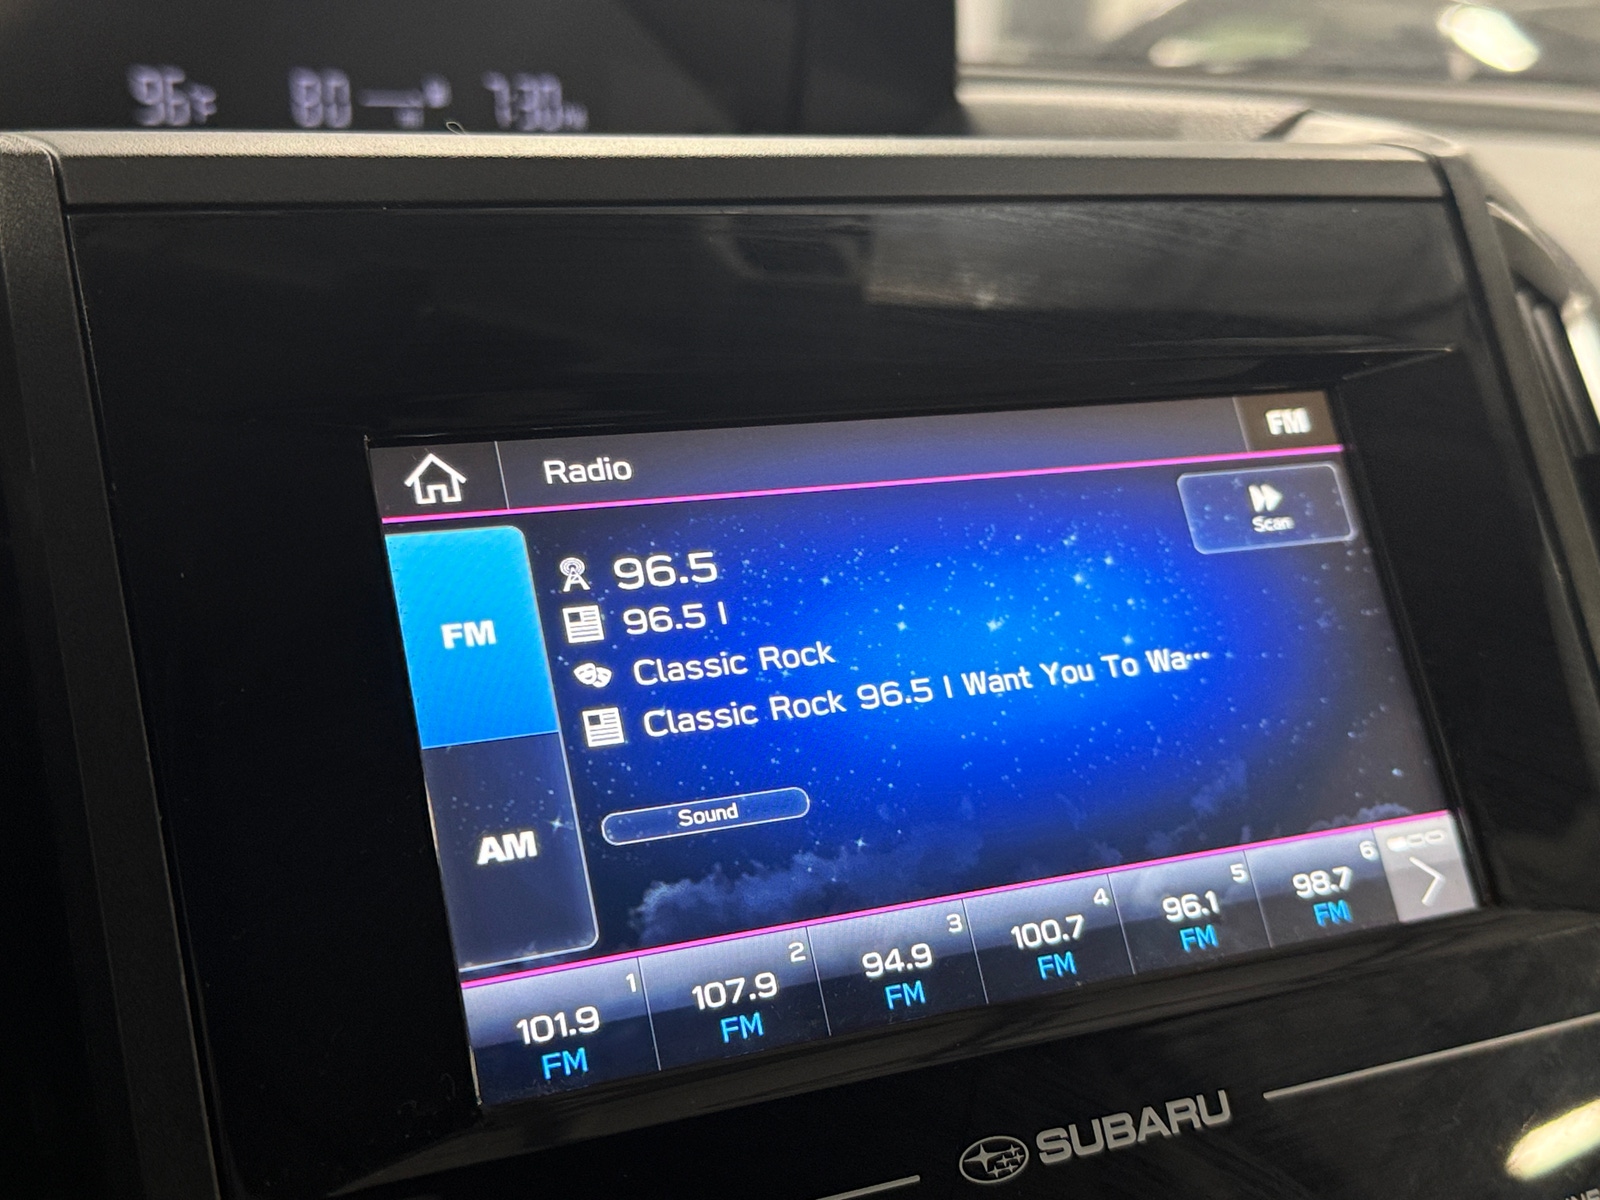 96°F 80 7:30
Radio
FM
Scan
FM
96.5
96.5 I
Classic Rock
Classic Rock 96.5 I Want You To Wa...
Sound
AM
1 2 3 4 5 6
101.9 107.9 94.9 100.7 96.1 98.7
FM FM FM FM FM FM
SUBARU